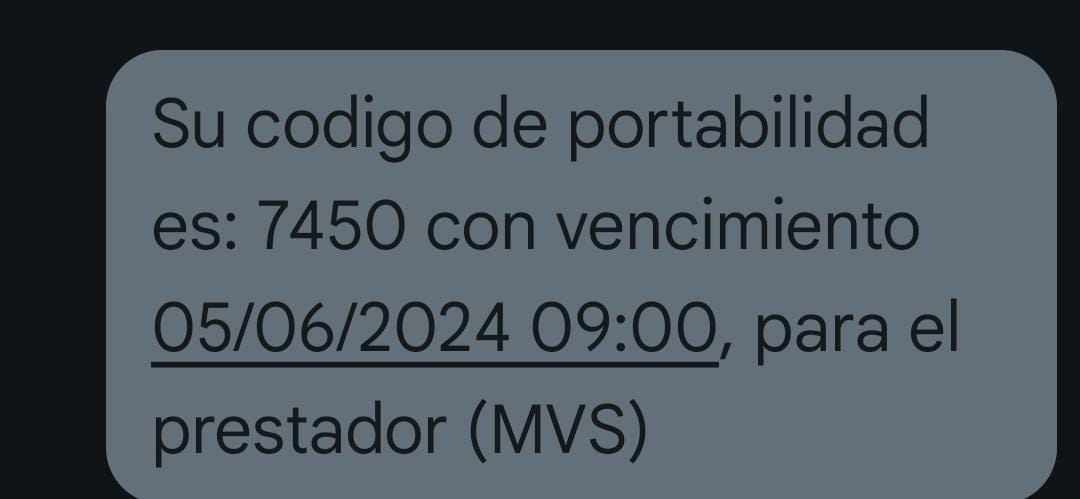 Su codigo de portabilidad
es: 7450 con vencimiento
05/06/2024 09:00, para el
prestador (MVS)